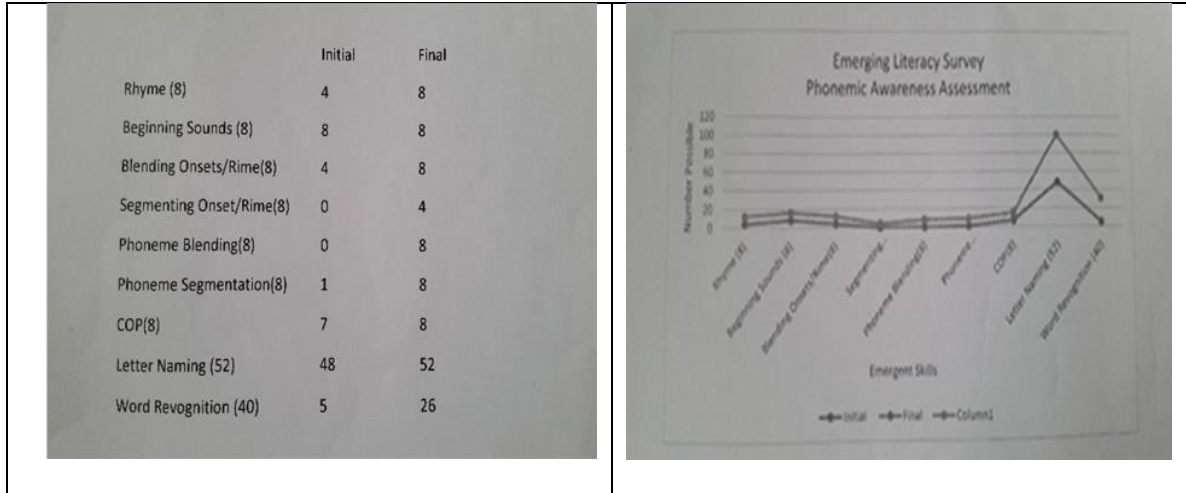 Initial Final
Rhyme (8) 4 8
Beginning Sounds (8) 8 8
Blending Onsets/Rime(8) 4 8
Segmenting Onset/Rime(8) 0 4
Phoneme Blending(8) 0 8
Phoneme Segmentation(8) 1 8
COP(8) 7 8
Letter Naming (52) 48 52
Word Revognition (40) 5 26
Emerging Literacy Survey
Phonemic Awareness Assessment
Number Possible
120
100
80
60
40
20
0
Rhyme (8)
Beginning Sounds (8)
Blending Onsets/Rime(8)
Segmenting...
Phoneme Blending(8)
Phoneme...
COP(8)
Letter Naming (52)
Word Revognition (40)
Emergent Skills
Initial Final Column1